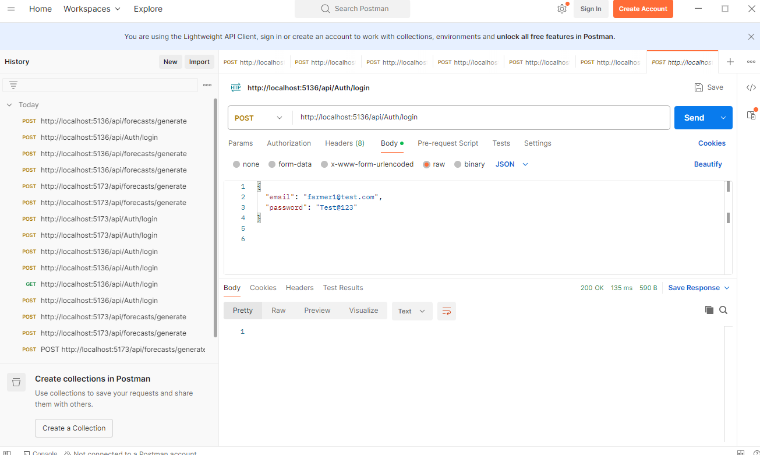 Home Workspaces Explore Search Postman Sign In Create Account
You are using the Lightweight API Client, sign in or create an account to work with collections, environments and unlock all free features in Postman.
History New Import POST http://localhos POST http://localhos POST http://localhos POST http://localhos POST http://localhos POST http://localhos POST http://localhos
HTTP http://localhost:5136/api/Auth/login Save
Today
POST http://localhost:5136/api/forecasts/generate
POST http://localhost:5136/api/Auth/login
POST http://localhost:5136/api/forecasts/generate
POST http://localhost:5136/api/forecasts/generate
POST http://localhost:5173/api/forecasts/generate
POST http://localhost:5173/api/forecasts/generate
POST http://localhost:5173/api/Auth/login
POST http://localhost:5173/api/Auth/login
POST http://localhost:5136/api/Auth/login
POST http://localhost:5136/api/Auth/login
GET http://localhost:5136/api/Auth/login
POST http://localhost:5136/api/Auth/login
POST http://localhost:5173/api/forecasts/generate
POST http://localhost:5173/api/forecasts/generate
POST POST http://localhost:5173/api/forecasts/generate
Create collections in Postman
Use collections to save your requests and share
them with others.
Create a Collection
POST http://localhost:5136/api/Auth/login Send
Params Authorization Headers (8) Body Pre-request Script Tests Settings Cookies
none form-data x-www-form-urlencoded raw binary JSON Beautify
1 {
2 "email": "farmer1@test.com",
3 "password": "Test@123"
4 }
5
6
Body Cookies Headers Test Results 200 OK 135 ms 590 B Save Response
Pretty Raw Preview Visualize Text
1
Console Not connected to a Postman account